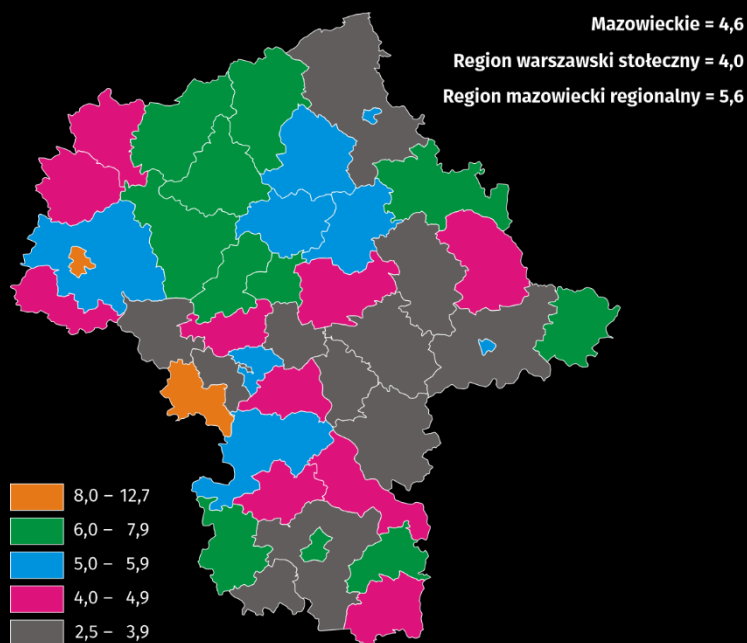 Mazowieckie = 4,6
Region warszawski stołeczny = 4,0
Region mazowiecki regionalny = 5,6
8,0 – 12,7
6,0 – 7,9
5,0 – 5,9
4,0 – 4,9
2,5 – 3,9